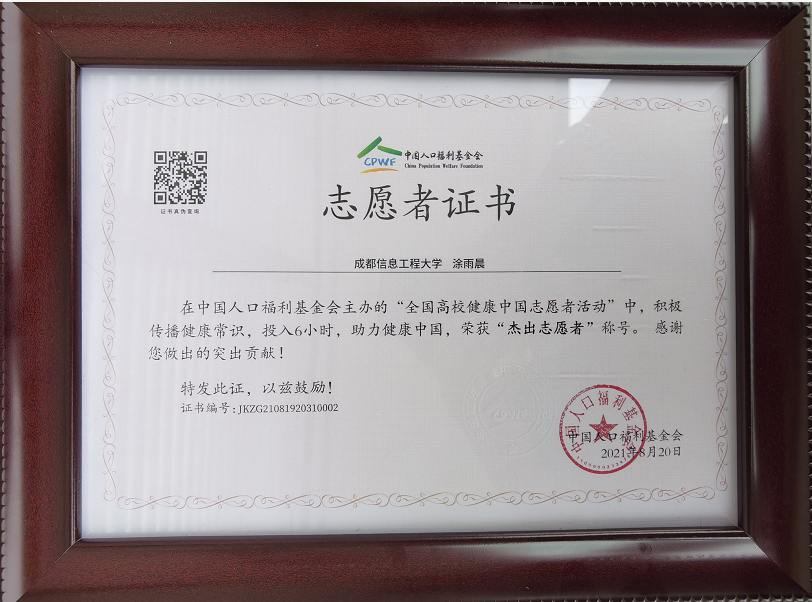 证书真伪查询
CPWF
中国人口福利基金会
China Population Welfare Foundation
志愿者证书
成都信息工程大学 涂雨晨
在中国人口福利基金会主办的“全国高校健康中国志愿者活动”中，积极
传播健康常识，投入6小时，助力健康中国，荣获“杰出志愿者”称号。 感谢
您做出的突出贡献！
特发此证，以兹鼓励！
证书编号：JKZG21081920310002
中国人口福利基金会
中国人口福利基金会
2021年8月20日